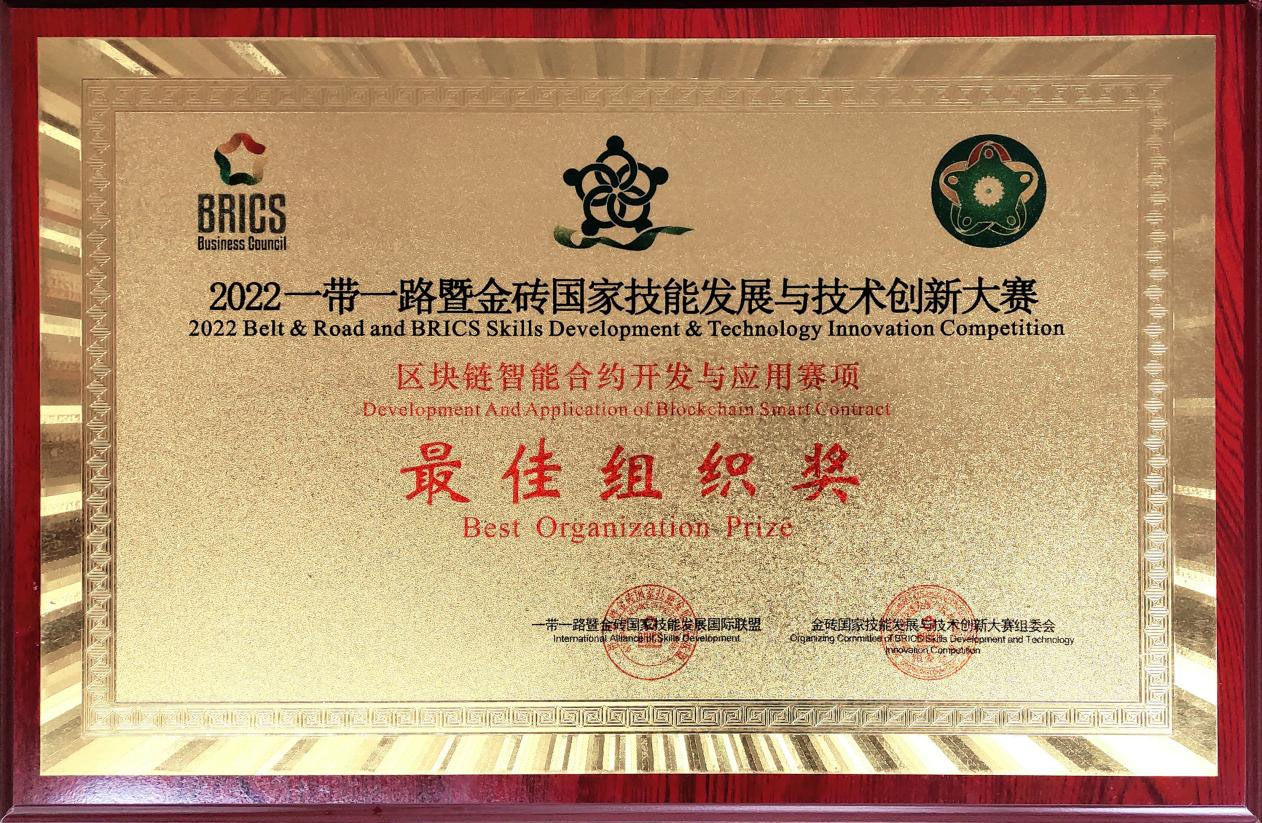 BRICS
Business Council
2022一带一路暨金砖国家技能发展与技术创新大赛
2022 Belt & Road and BRICS Skills Development & Technology Innovation Competition
区块链智能合约开发与应用赛项
Development And Application of Blockchain Smart Contract
最佳组织奖
Best Organization Prize
一带一路暨金砖国家技能发展国际联盟
International Alliance of Skills Development
金砖国家技能发展与技术创新大赛组委会
Organizing Committee of BRICS Skills Development and Technology
Innovation Competition